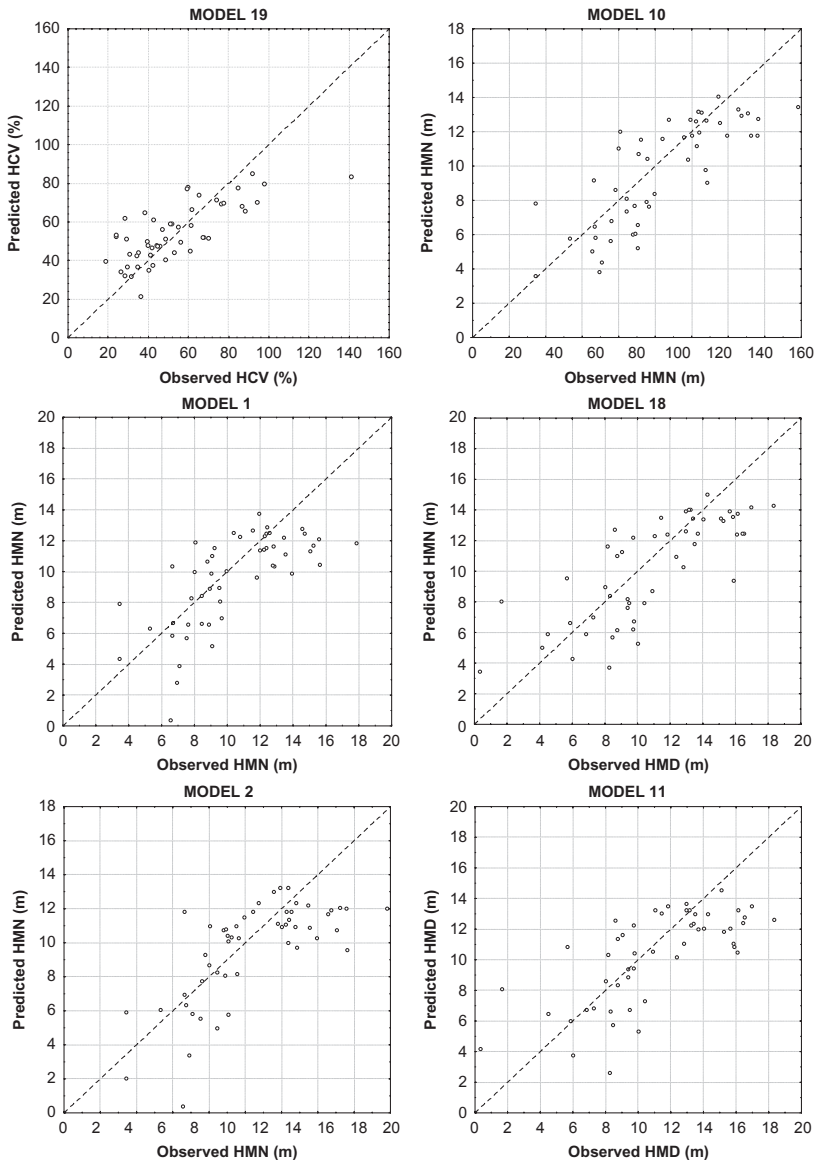 MODEL 19
Predicted HCV (%)
160
140
120
100
80
60
40
20
0
0 20 40 60 80 100 120 140 160
Observed HCV (%)
MODEL 10
Predicted HMN (m)
18
16
14
12
10
8
6
4
2
0
0 20 40 60 80 100 120 140 160
Observed HMN (m)
MODEL 1
Predicted HMN (m)
20
18
16
14
12
10
8
6
4
2
0
0 2 4 6 8 10 12 14 16 18 20
Observed HMN (m)
MODEL 18
Predicted HMN (m)
20
18
16
14
12
10
8
6
4
2
0
0 2 4 6 8 10 12 14 16 18 20
Observed HMD (m)
MODEL 2
Predicted HMN (m)
18
16
14
12
10
8
6
4
2
0
0 2 4 6 8 10 12 14 16 18 20
Observed HMN (m)
MODEL 11
Predicted HMD (m)
20
18
16
14
12
10
8
6
4
2
0
0 2 4 6 8 10 12 14 16 18 20
Observed HMD (m)